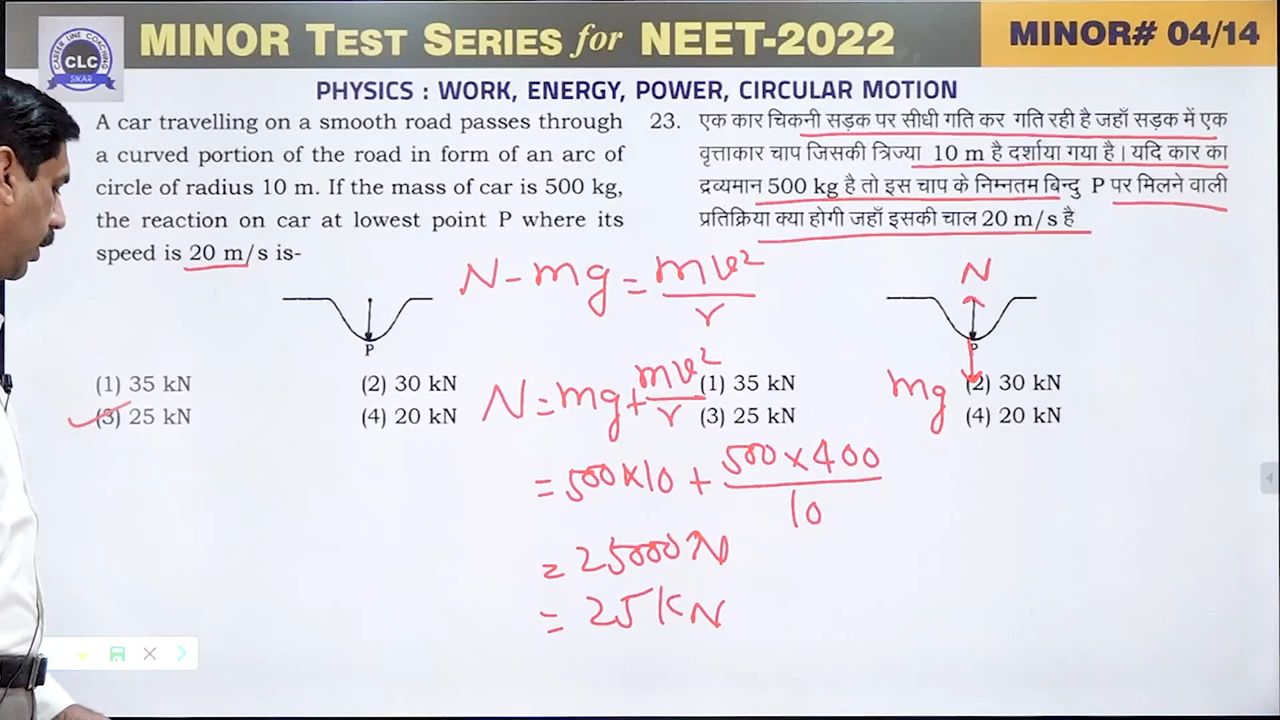 MINOR TEST SERIES for NEET-2022
MINOR# 04/14
CAREER LINE COACHING
CLC
SIKAR
PHYSICS : WORK, ENERGY, POWER, CIRCULAR MOTION
A car travelling on a smooth road passes through
a curved portion of the road in form of an arc of
circle of radius 10 m. If the mass of car is 500 kg,
the reaction on car at lowest point P where its
speed is 20 m/s is-
P
(1) 35 kN (2) 30 kN
(3) 25 kN (4) 20 kN
23. एक कार चिकनी सड़क पर सीधी गति कर गति रही है जहाँ सड़क में एक
वृत्ताकार चाप जिसकी त्रिज्या 10 m है दर्शाया गया है। यदि कार का
द्रव्यमान 500 kg है तो इस चाप के निम्नतम बिन्दु P पर मिलने वाली
प्रतिक्रिया क्या होगी जहाँ इसकी चाल 20 m/s है
N
P
mg
(1) 35 kN (2) 30 kN
(3) 25 kN (4) 20 kN
N-mg = mv²/r
N = mg + mv²/r
= 500×10 + 500×400/10
= 25000 N
= 25 KN